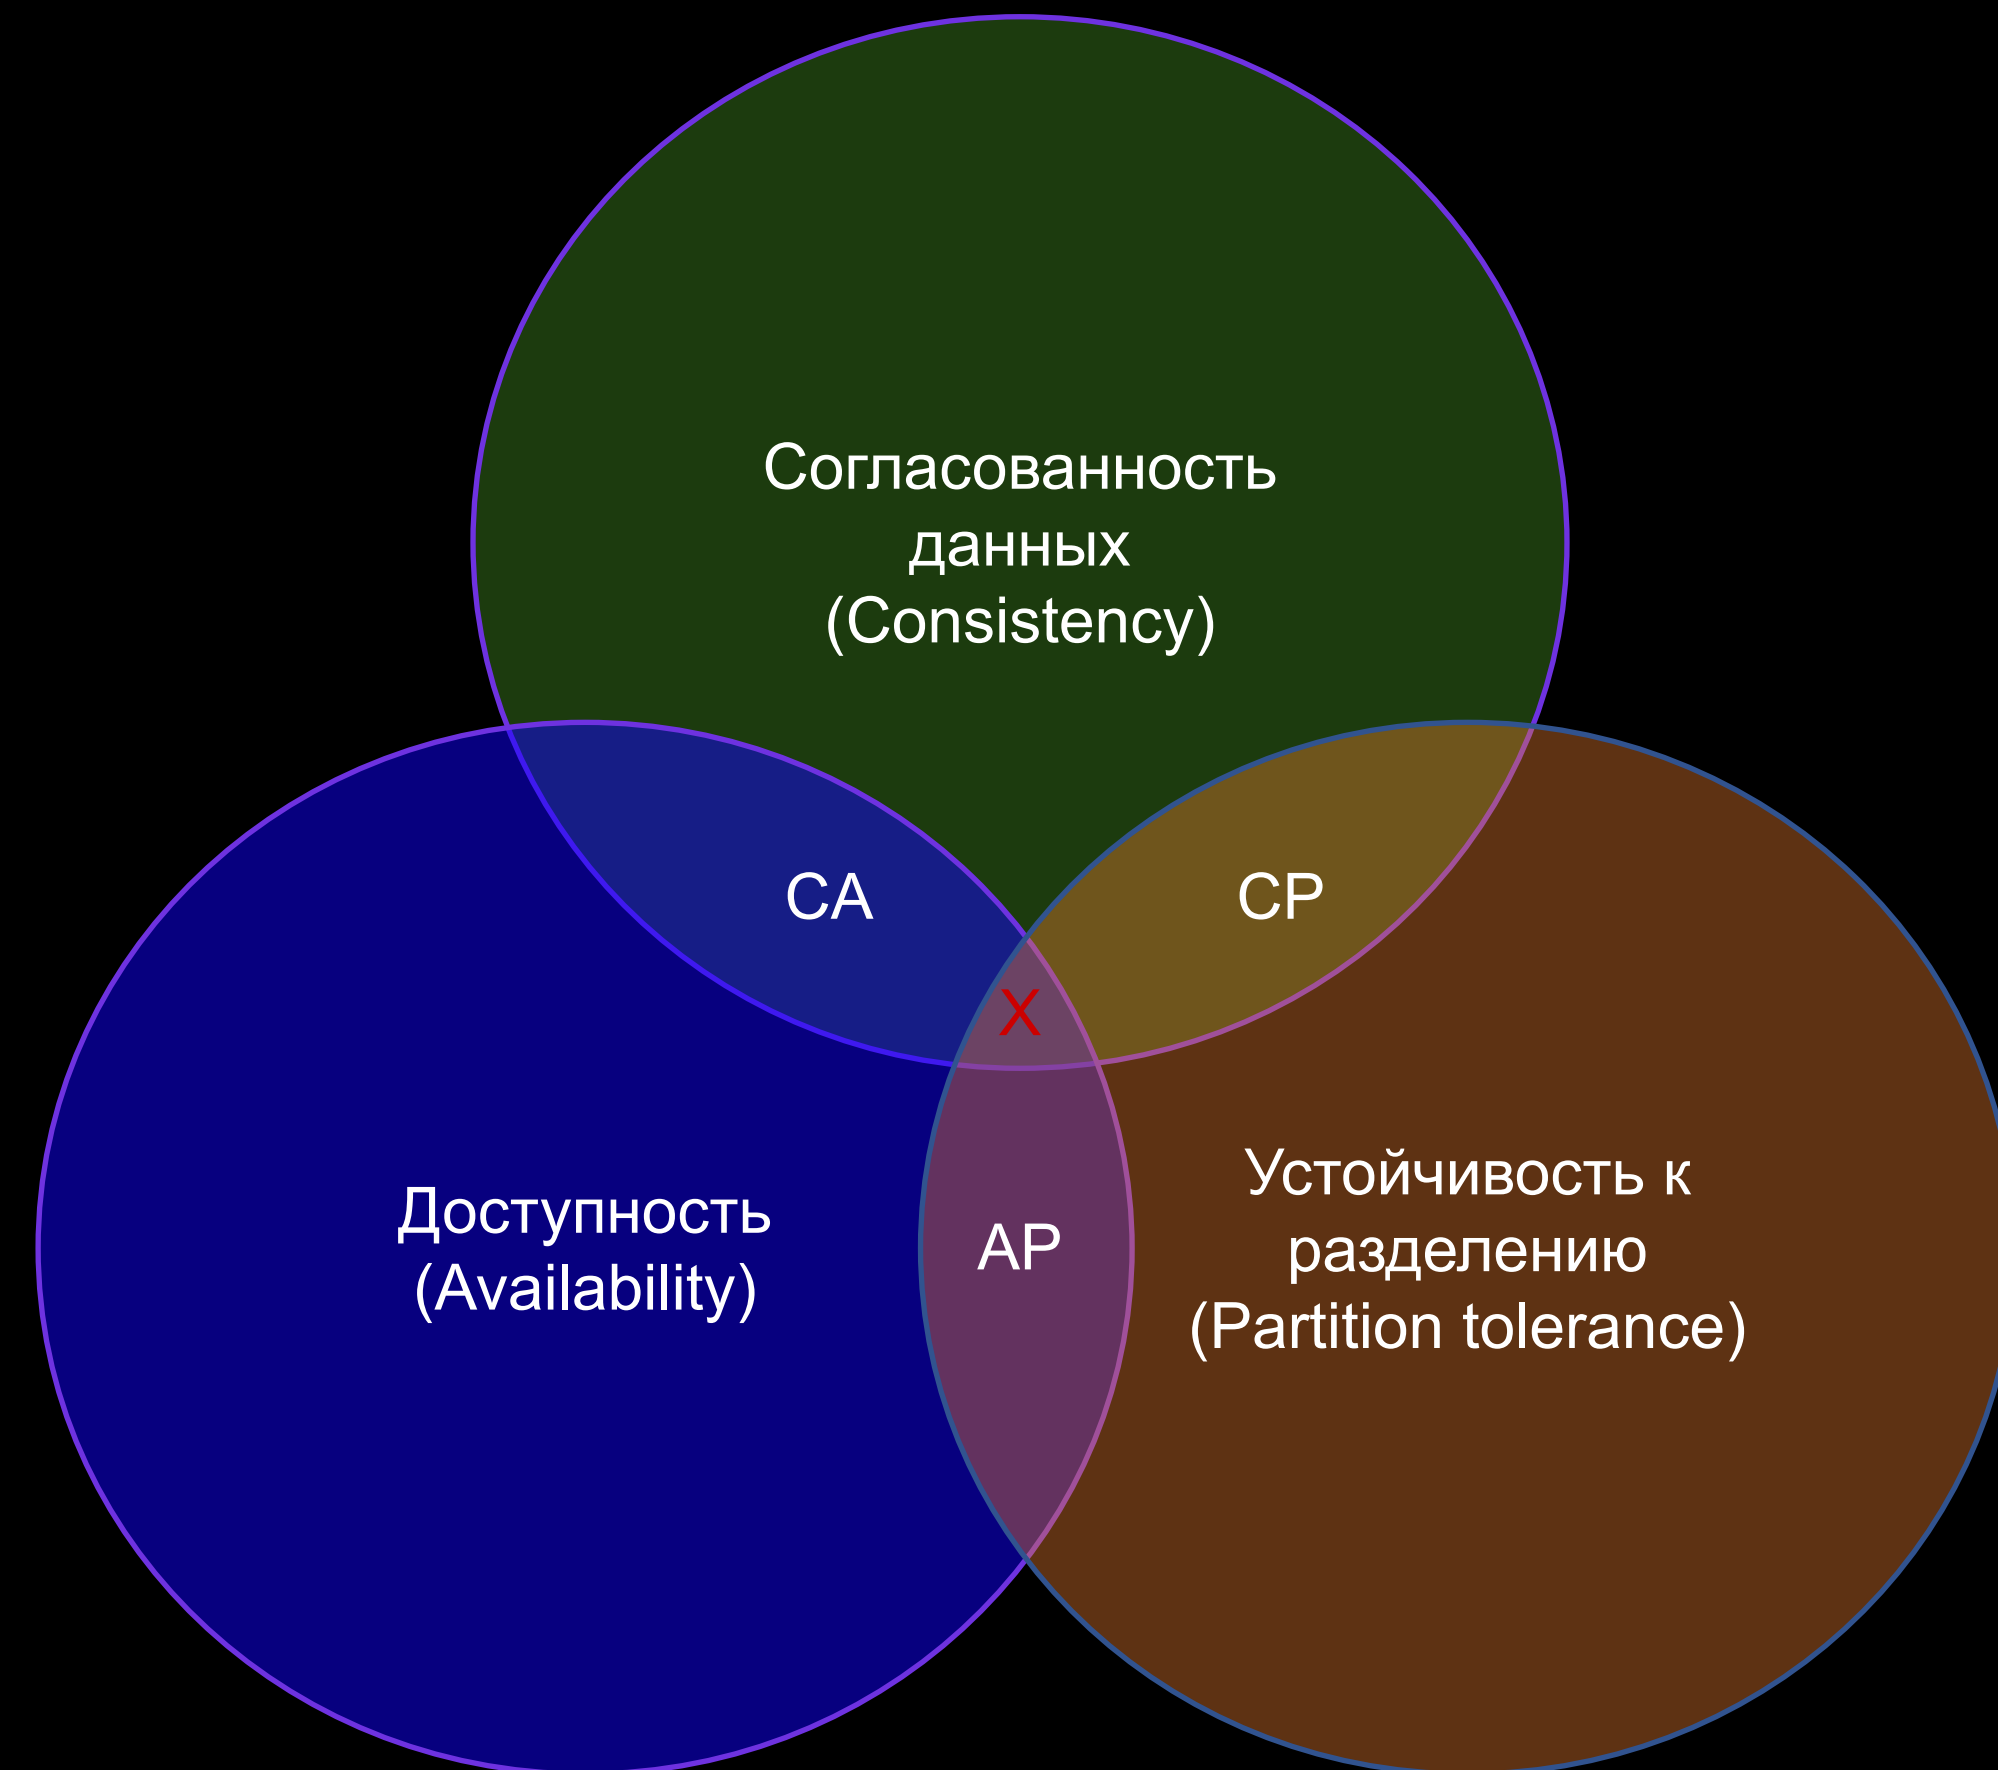 Согласованность
данных
(Consistency)
CA
CP
X
Доступность
(Availability)
AP
Устойчивость к
разделению
(Partition tolerance)